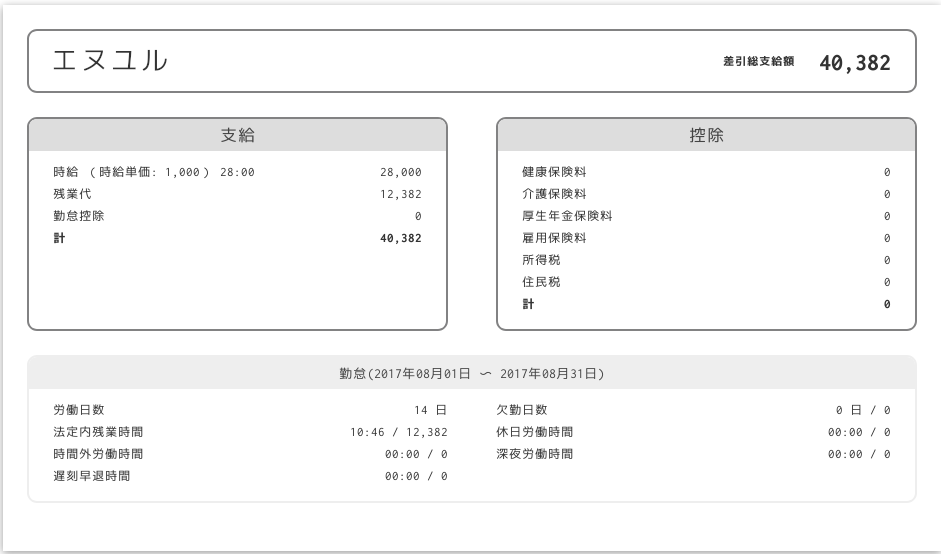 エヌユル
差引総支給額 40,382
支給
時給 (時給単価: 1,000) 28:00 28,000
残業代 12,382
勤怠控除 0
計 40,382
控除
健康保険料 0
介護保険料 0
厚生年金保険料 0
雇用保険料 0
所得税 0
住民税 0
計 0
勤怠(2017年08月01日 〜 2017年08月31日)
労働日数 14 日
法定内残業時間 10:46 / 12,382
時間外労働時間 00:00 / 0
遅刻早退時間 00:00 / 0
欠勤日数 0 日 / 0
休日労働時間 00:00 / 0
深夜労働時間 00:00 / 0